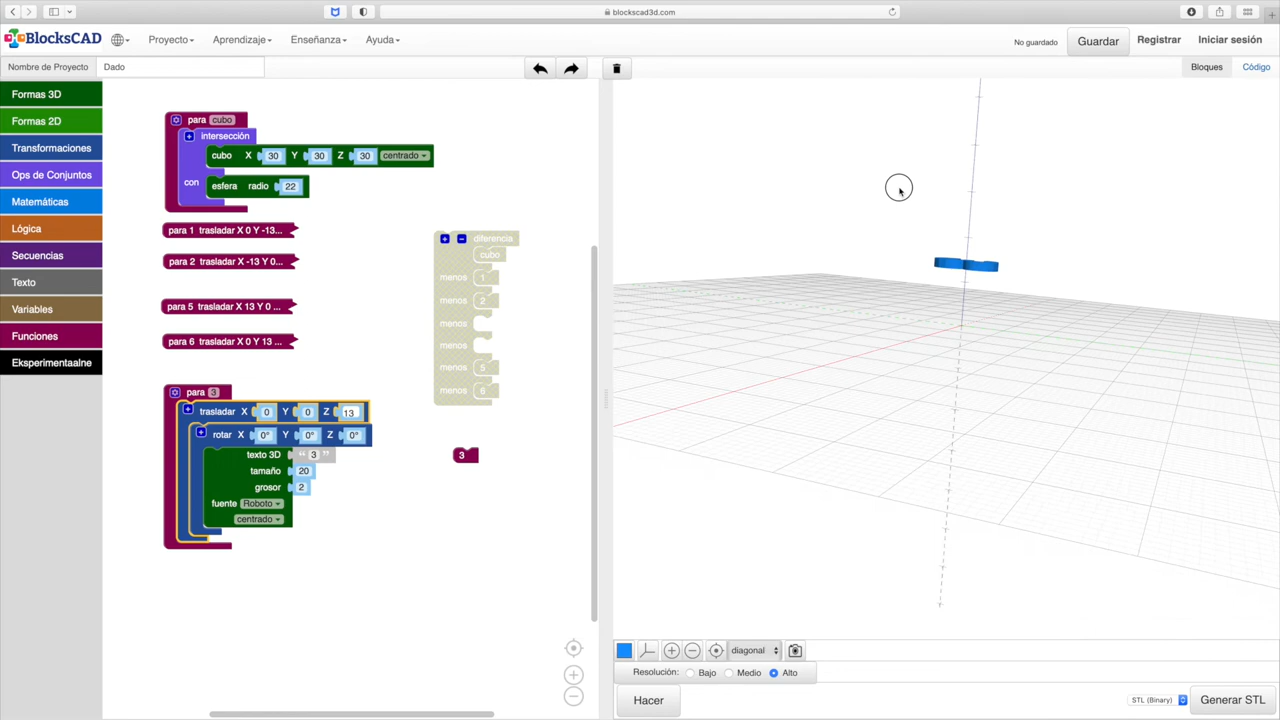 blockscad3d.com
BlocksCAD
Proyecto
Aprendizaje
Enseñanza
Ayuda
No guardado
Guardar
Registrar
Iniciar sesión
Nombre de Proyecto
Dado
Bloques
Código
Formas 3D
Formas 2D
Transformaciones
Ops de Conjuntos
Matemáticas
Lógica
Secuencias
Texto
Variables
Funciones
Eksperimentaalne
para cubo
intersección
cubo X 30 Y 30 Z 30 centrado
con esfera radio 22
para 1 trasladar X 0 Y -13...
para 2 trasladar X -13 Y 0...
para 5 trasladar X 13 Y 0 ...
para 6 trasladar X 0 Y 13 ...
para 3
trasladar X 0 Y 0 Z 13
rotar X 0° Y 0° Z 0°
texto 3D “ 3 ”
tamaño 20
grosor 2
fuente Roboto
centrado
+ - diferencia
cubo
menos 1
menos 2
menos
menos
menos 5
menos 6
3
diagonal
Resolución: Bajo Medio Alto
Hacer
STL (Binary)
Generar STL